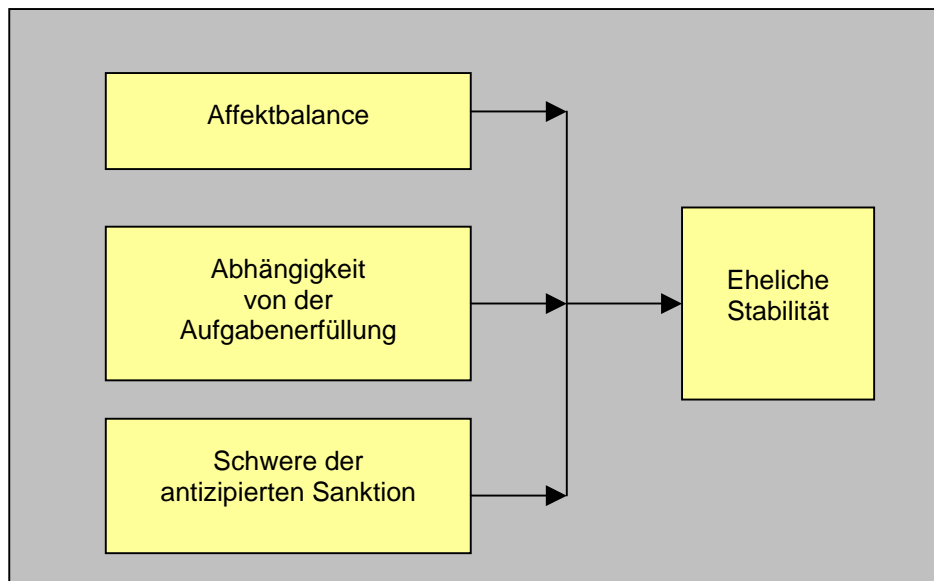 Affektbalance
Abhängigkeit
von der
Aufgabenerfüllung
Schwere der
antizipierten Sanktion
Eheliche
Stabilität